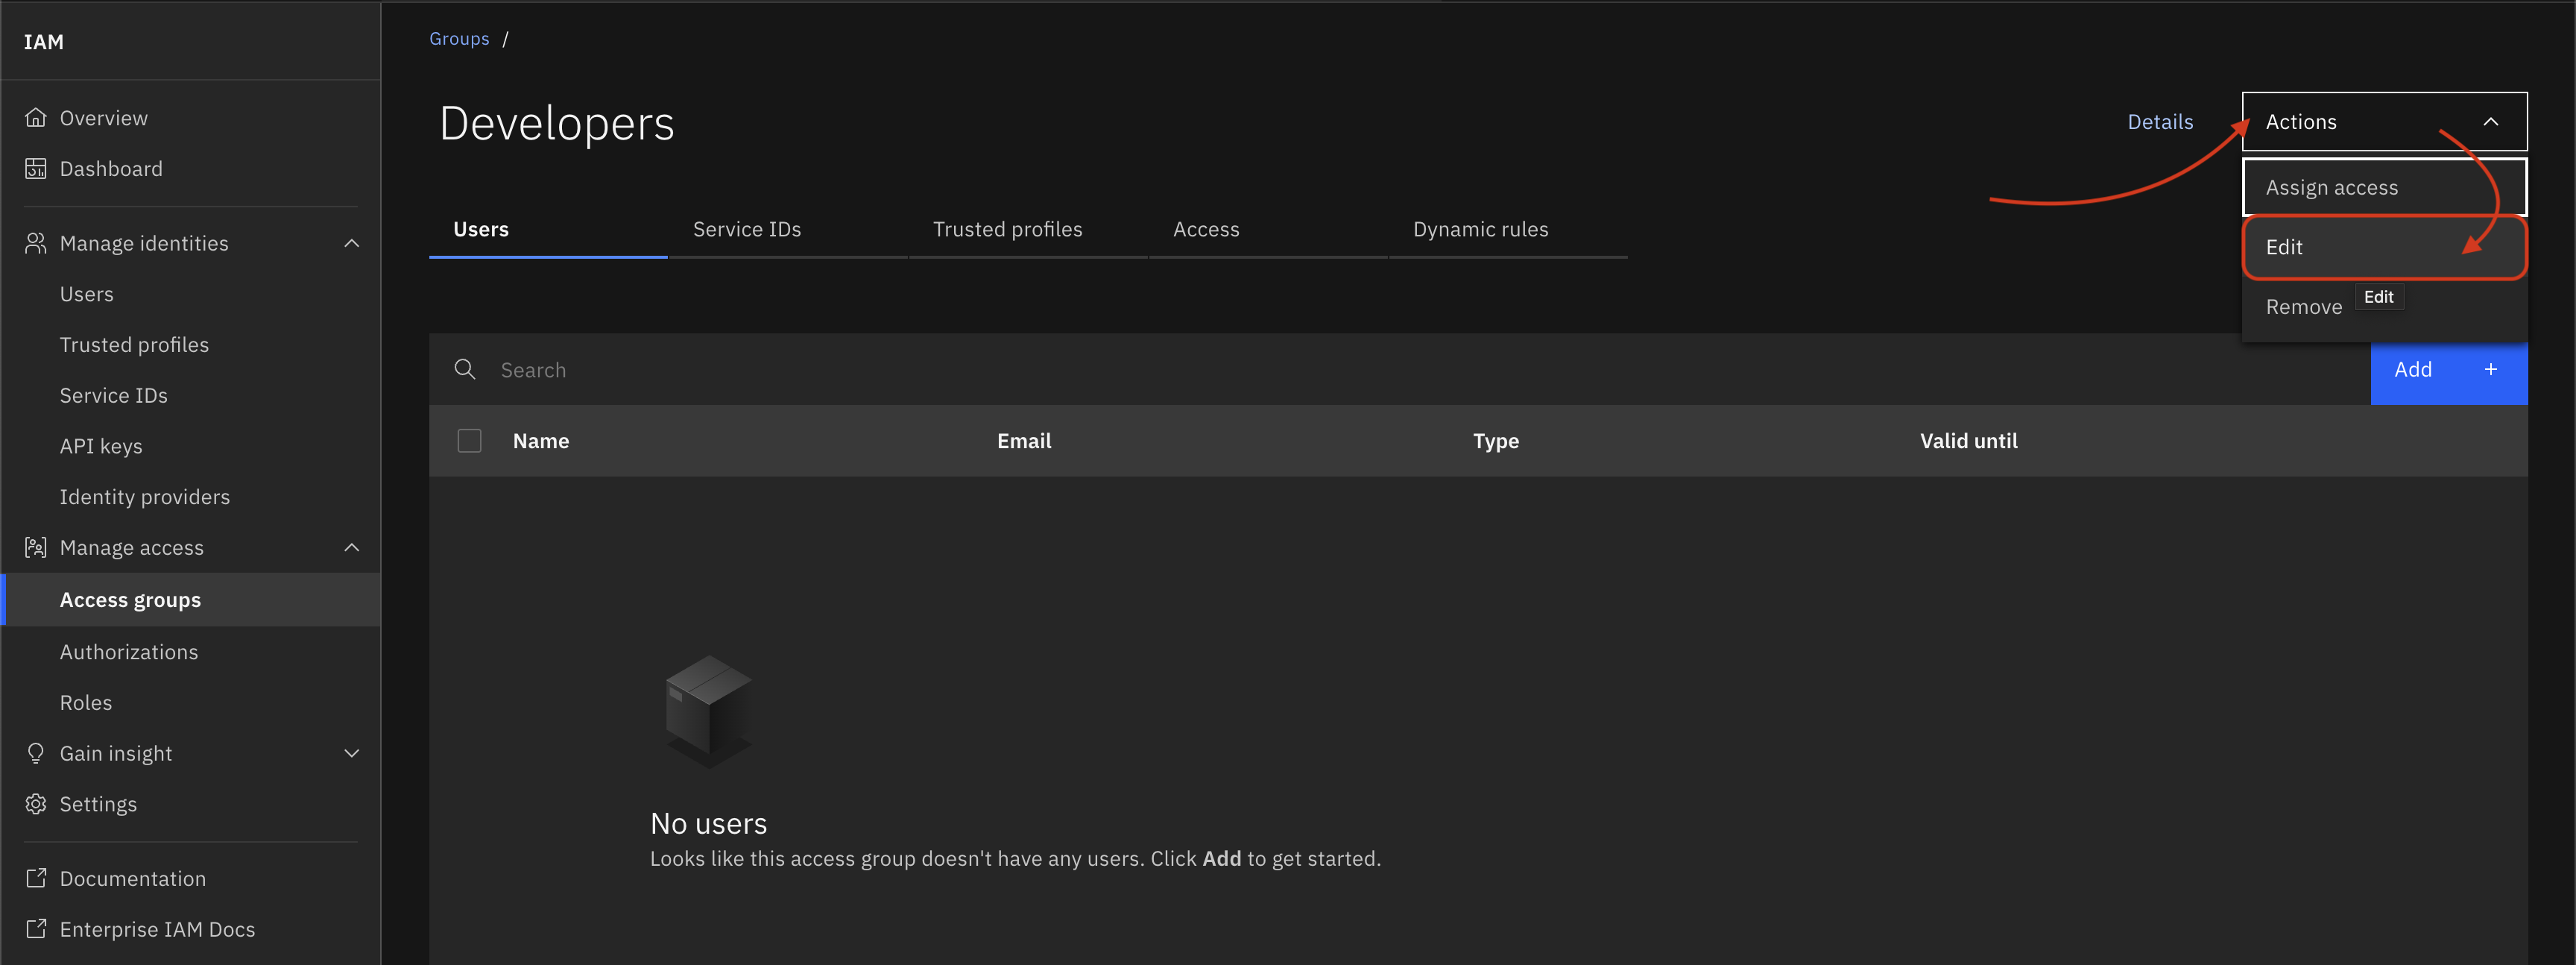 IAM
Overview
Dashboard
Manage identities
Users
Trusted profiles
Service IDs
API keys
Identity providers
Manage access
Access groups
Authorizations
Roles
Gain insight
Settings
Documentation
Enterprise IAM Docs
Groups /
Developers
Details
Actions
Assign access
Edit
Remove
Edit
Users Service IDs Trusted profiles Access Dynamic rules
Search
Add +
Name Email Type Valid until
No users
Looks like this access group doesn't have any users. Click Add to get started.